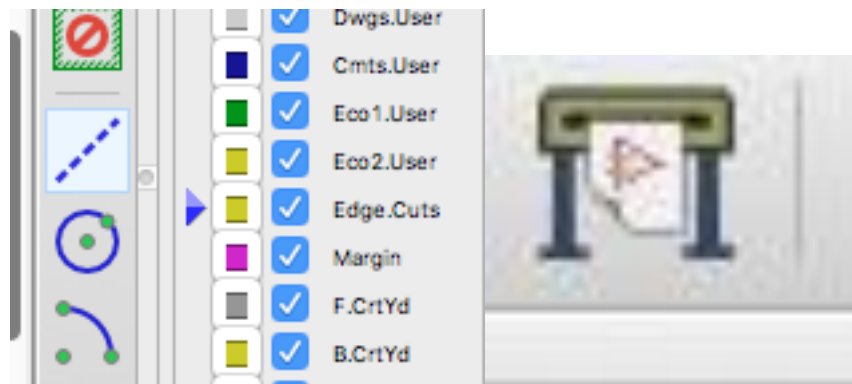 Dwgs.User
Cmts.User
Eco1.User
Eco2.User
Edge.Cuts
Margin
F.CrtYd
B.CrtYd